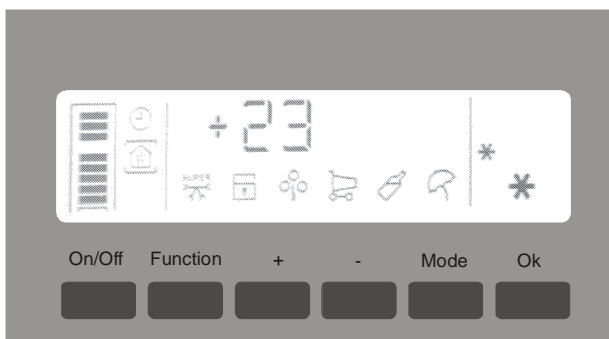 +23
SUPER
On/Off Function + - Mode Ok